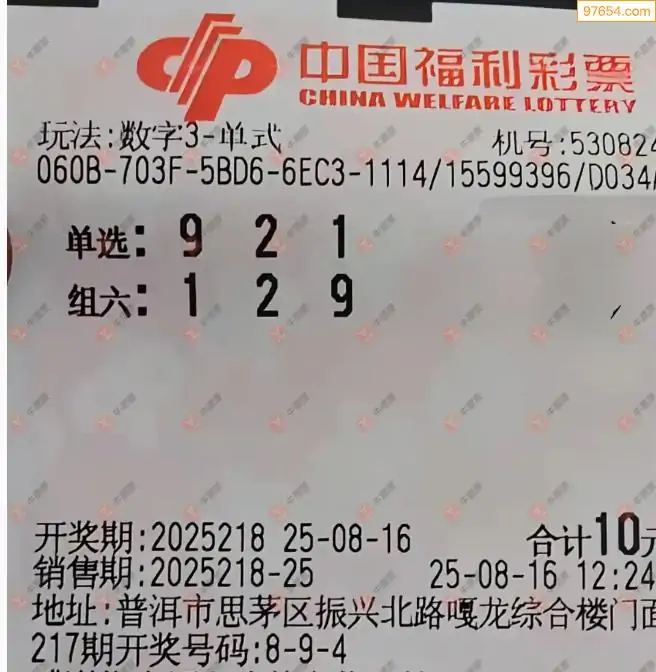 97654.com
中国福利彩票
CHINA WELFARE LOTTERY
玩法:数字3-单式 机号:530824
060B-703F-5BD6-6EC3-1114/15599396/D034
单选: 9 2 1
组六: 1 2 9
开奖期:2025218 25-08-16 合计10元
销售期:2025218-25 25-08-16 12:24
地址:普洱市思茅区振兴北路嘎龙综合楼门面
217期开奖号码:8-9-4